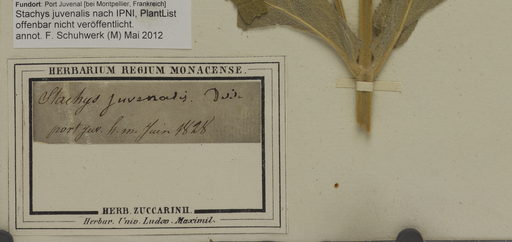 Fundort: Port Juvenal [bei Montpellier, Frankreich]
Stachys juvenalis nach IPNI, PlantList
offenbar nicht veröffentlicht.
annot. F. Schuhwerk (M) Mai 2012
HERBARIUM REGIUM MONACENSE.
Stachys juvenalis.
port juv. h. m. Juin 1828
HERB. ZUCCARINII.
Herbar. Univ. Ludov. Maximil.